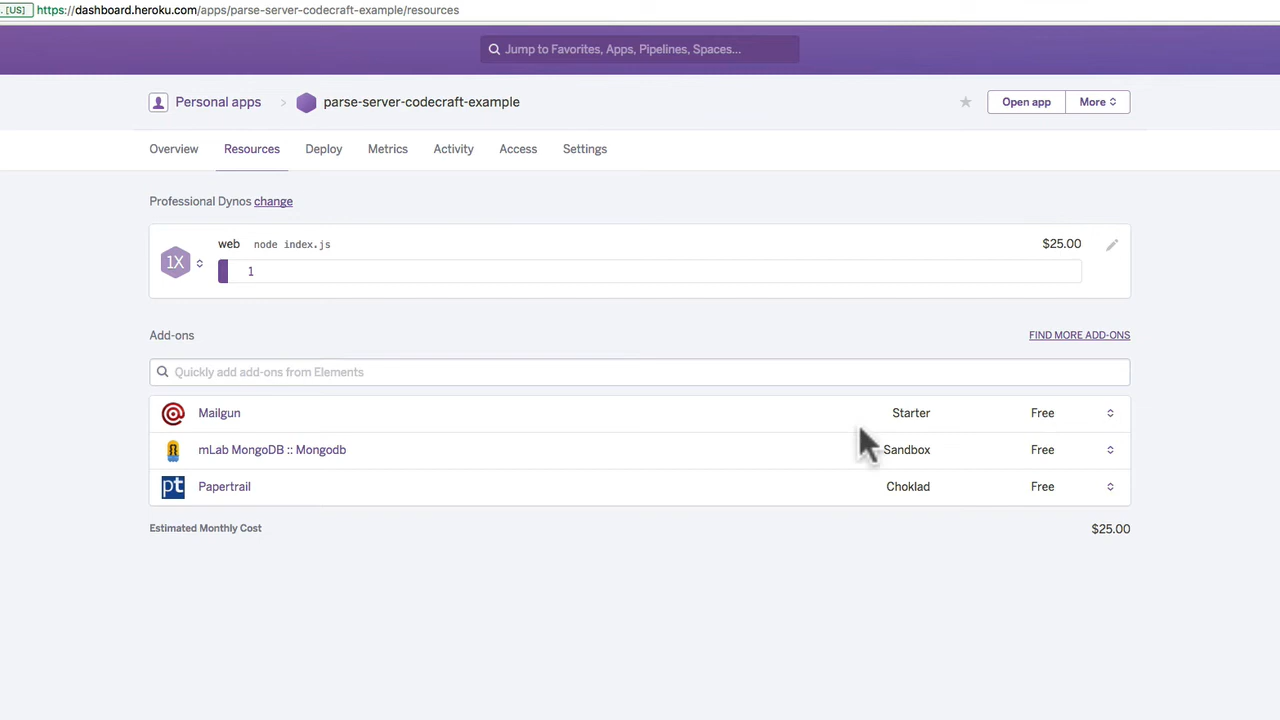 . [US] https://dashboard.heroku.com/apps/parse-server-codecraft-example/resources
Jump to Favorites, Apps, Pipelines, Spaces...
Personal apps > parse-server-codecraft-example
Open app More
Overview Resources Deploy Metrics Activity Access Settings
Professional Dynos change
1X web node index.js $25.00
1
Add-ons FIND MORE ADD-ONS
Quickly add add-ons from Elements
Mailgun Starter Free
mLab MongoDB :: Mongodb Sandbox Free
pt Papertrail Choklad Free
Estimated Monthly Cost $25.00